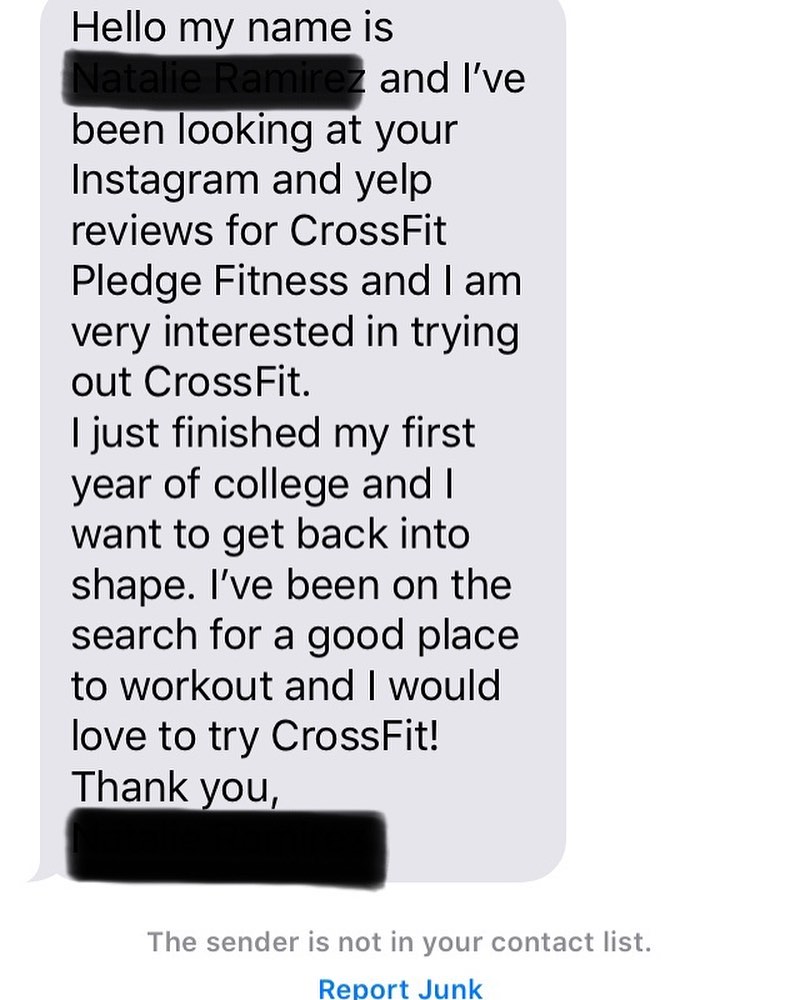 Hello my name is
and I've
been looking at your
Instagram and yelp
reviews for CrossFit
Pledge Fitness and I am
very interested in trying
out CrossFit.
I just finished my first
year of college and I
want to get back into
shape. I've been on the
search for a good place
to workout and I would
love to try CrossFit!
Thank you,
The sender is not in your contact list.
Report Junk